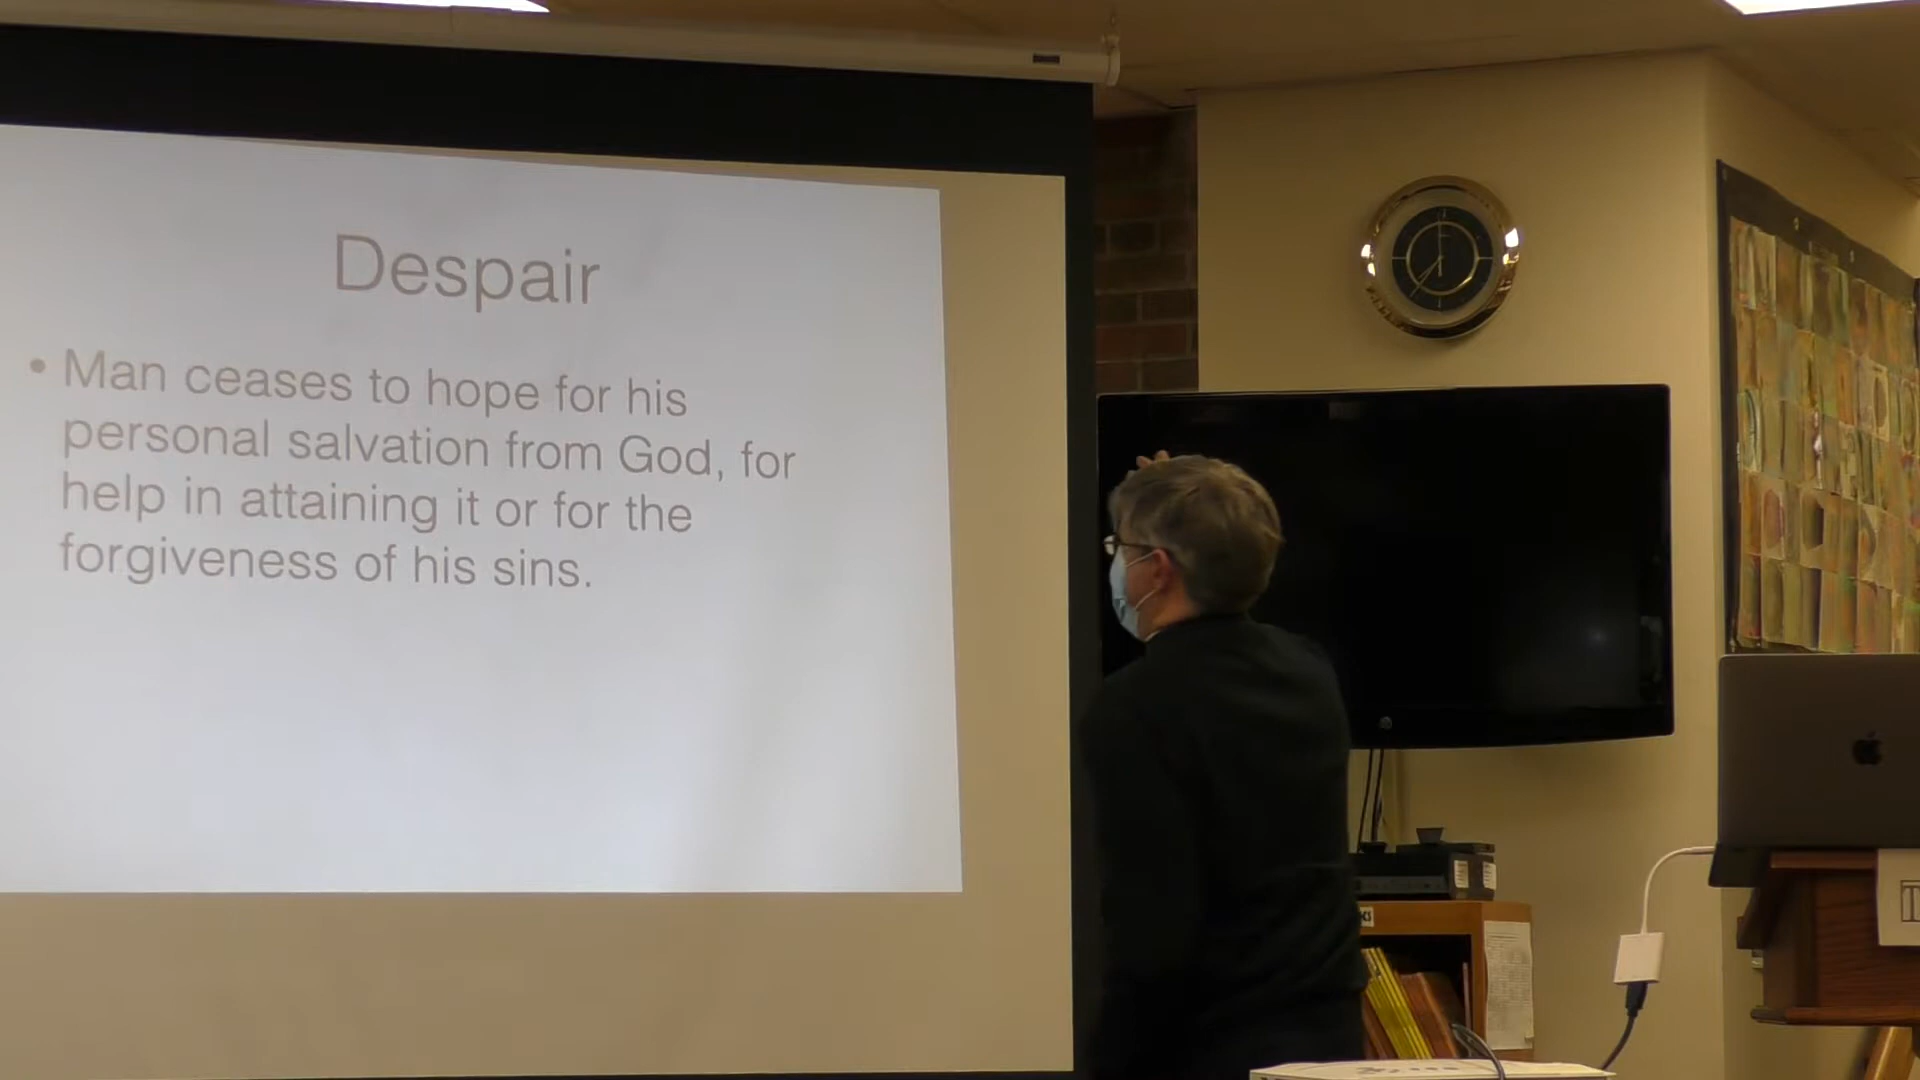 Despair
• Man ceases to hope for his
personal salvation from God, for
help in attaining it or for the
forgiveness of his sins.